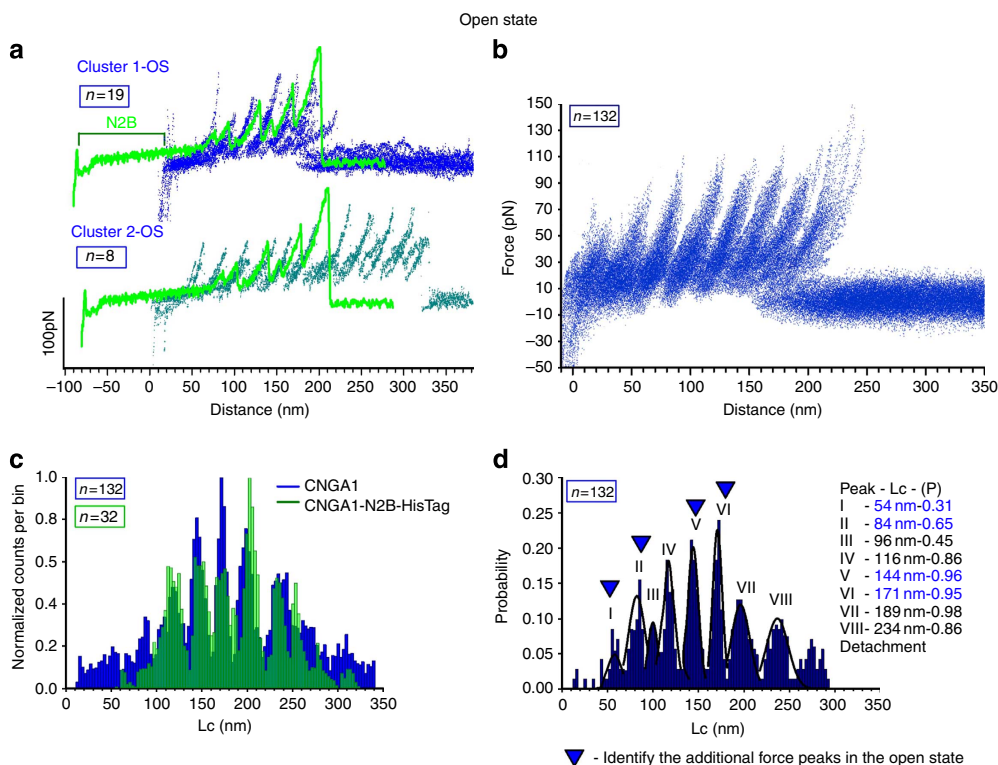 Open state
a
Cluster 1-OS
n=19
N2B
Cluster 2-OS
n=8
100pN
−100 −50 0 50 100 150 200 250 300 350
Distance (nm)
b
n=132
150
130
110
90
70
50
30
10
−10
−30
−50
Force (pN)
0 50 100 150 200 250 300 350
Distance (nm)
c
n=132
n=32
CNGA1
CNGA1-N2B-HisTag
1.0
0.8
0.6
0.4
0.2
0.0
Normalized counts per bin
0 50 100 150 200 250 300 350
Lc (nm)
d
n=132
0.30
0.25
0.20
0.15
0.10
0.05
0.00
Probability
I
II
III
IV
V
VI
VII
VIII
0 50 100 150 200 250 300 350
Lc (nm)
Peak - Lc - (P)
I - 54 nm-0.31
II - 84 nm-0.65
III - 96 nm-0.45
IV - 116 nm-0.86
V - 144 nm-0.96
VI - 171 nm-0.95
VII - 189 nm-0.98
VIII- 234 nm-0.86
Detachment
- Identify the additional force peaks in the open state